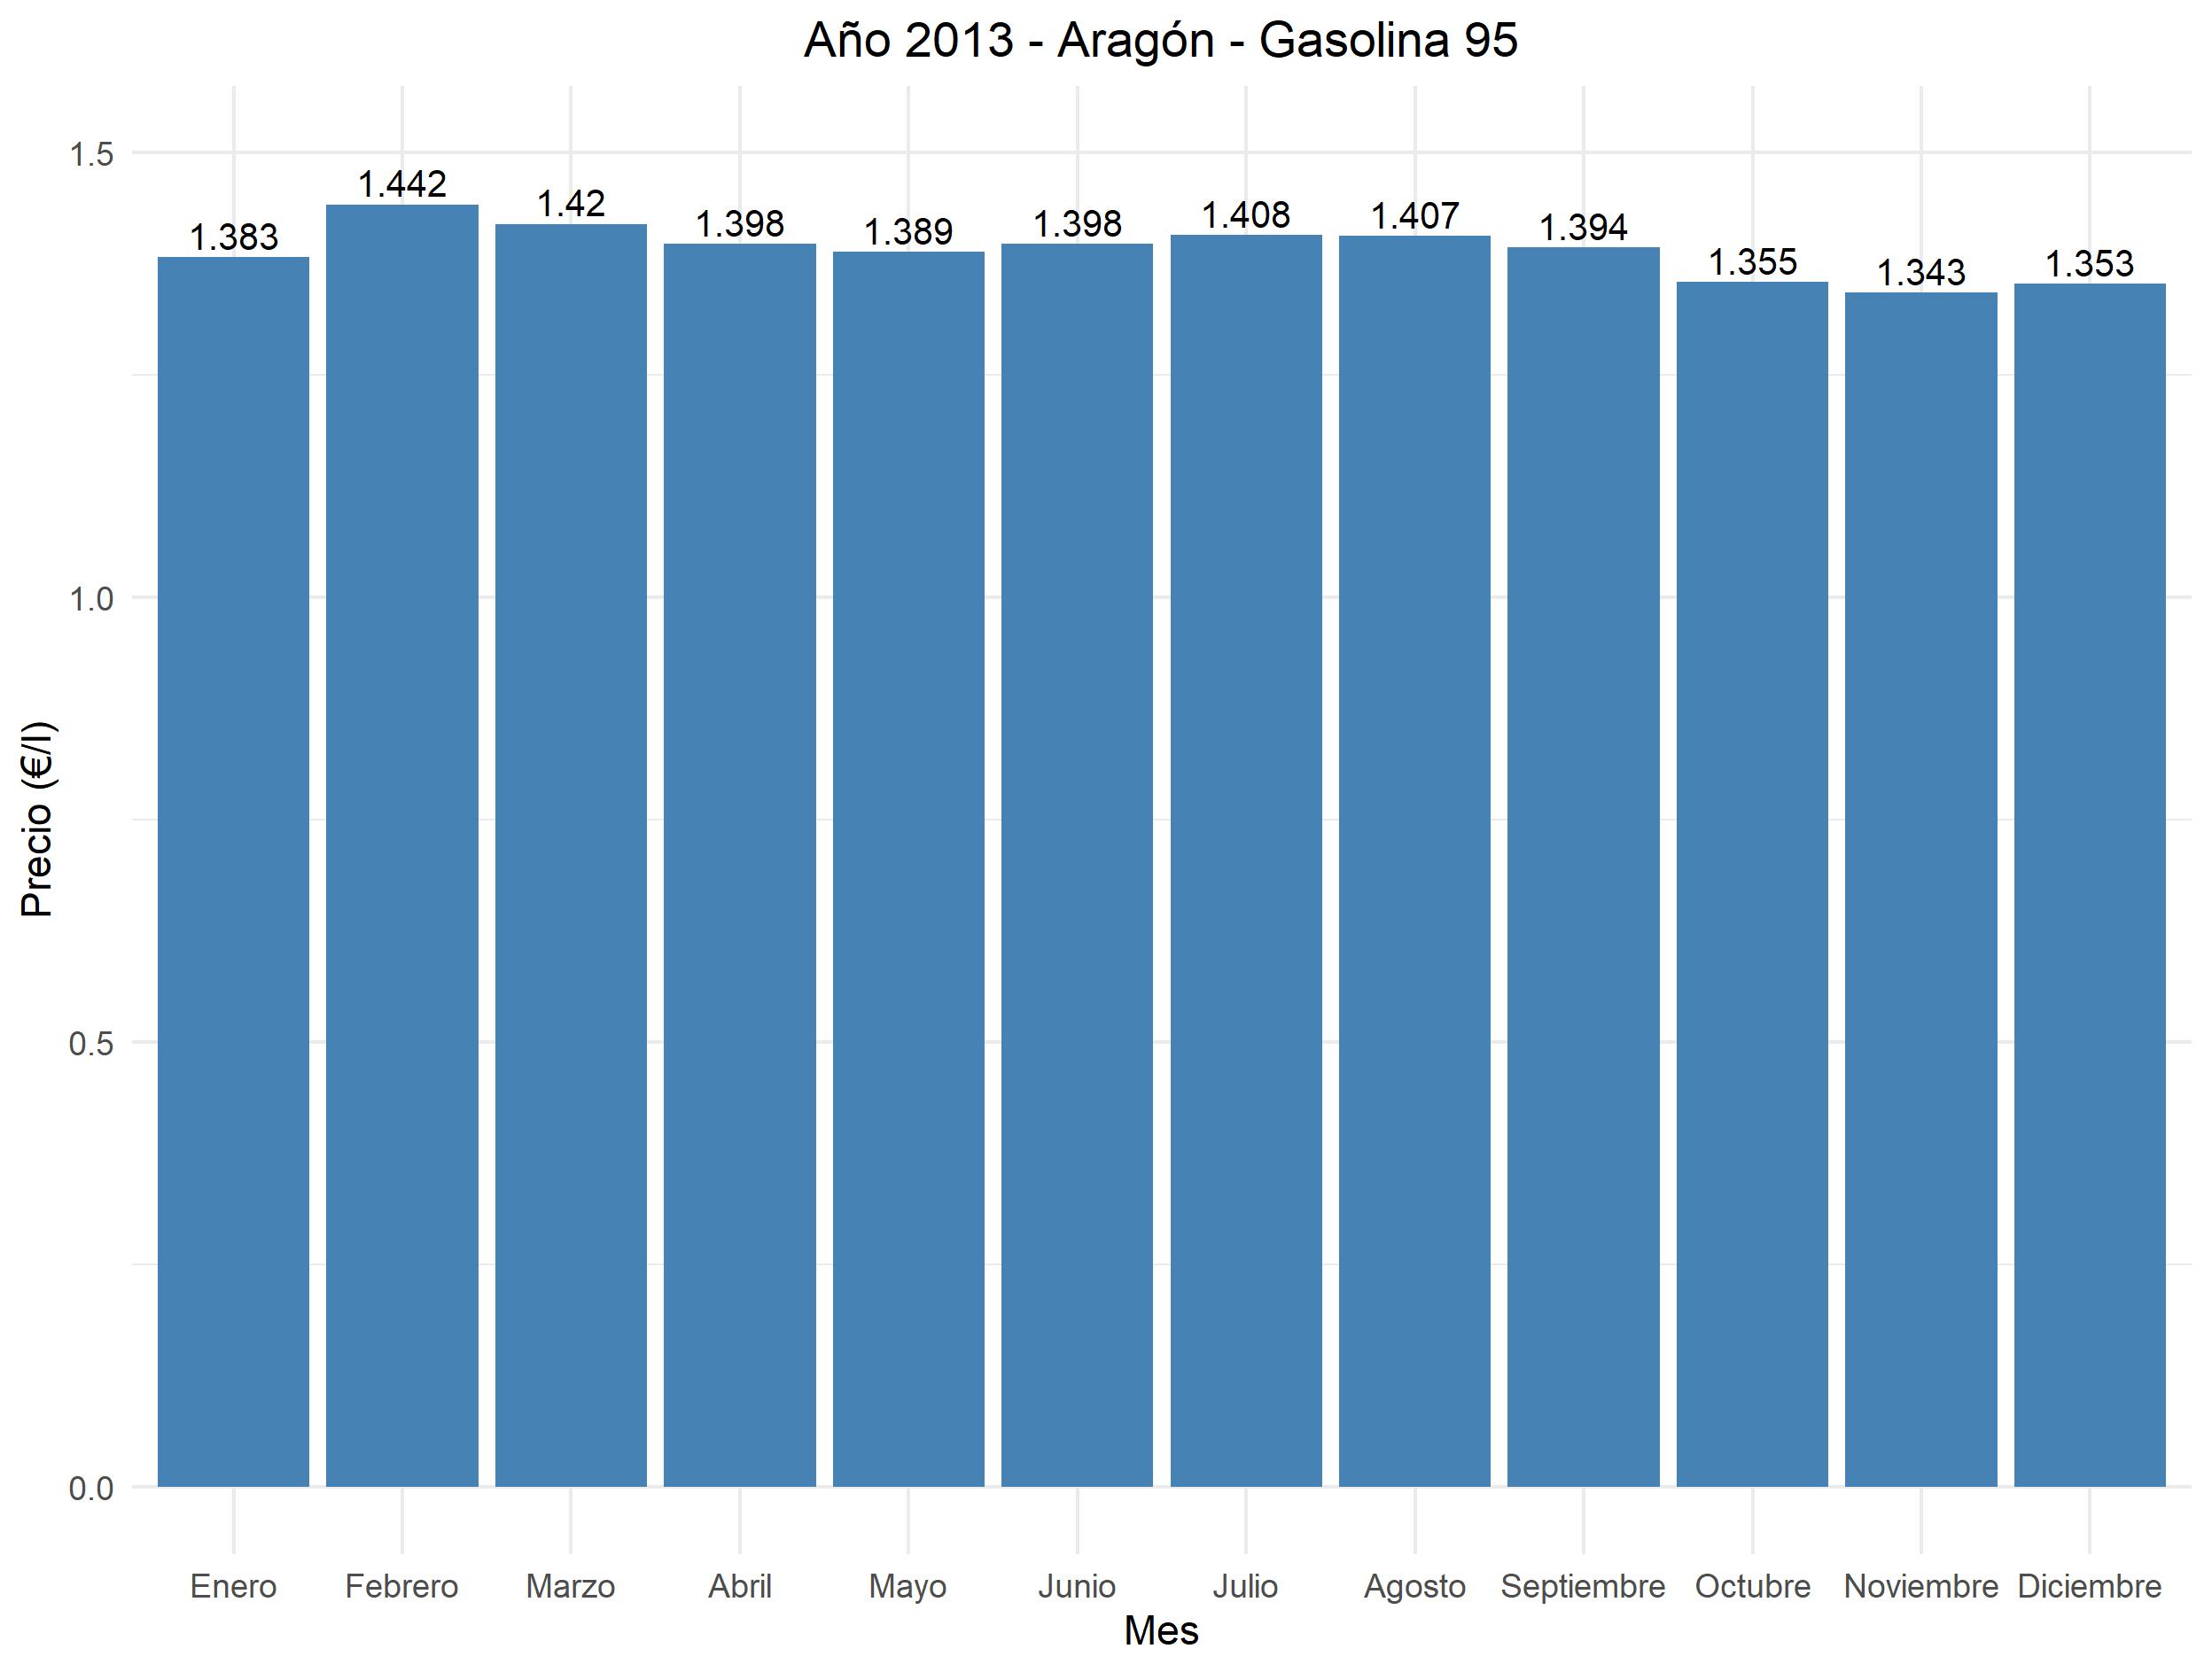 Año 2013 - Aragón - Gasolina 95
Precio (€/l)
1.5
1.0
0.5
0.0
1.383
1.442
1.42
1.398
1.389
1.398
1.408
1.407
1.394
1.355
1.343
1.353
Enero
Febrero
Marzo
Abril
Mayo
Junio
Julio
Agosto
Septiembre
Octubre
Noviembre
Diciembre
Mes